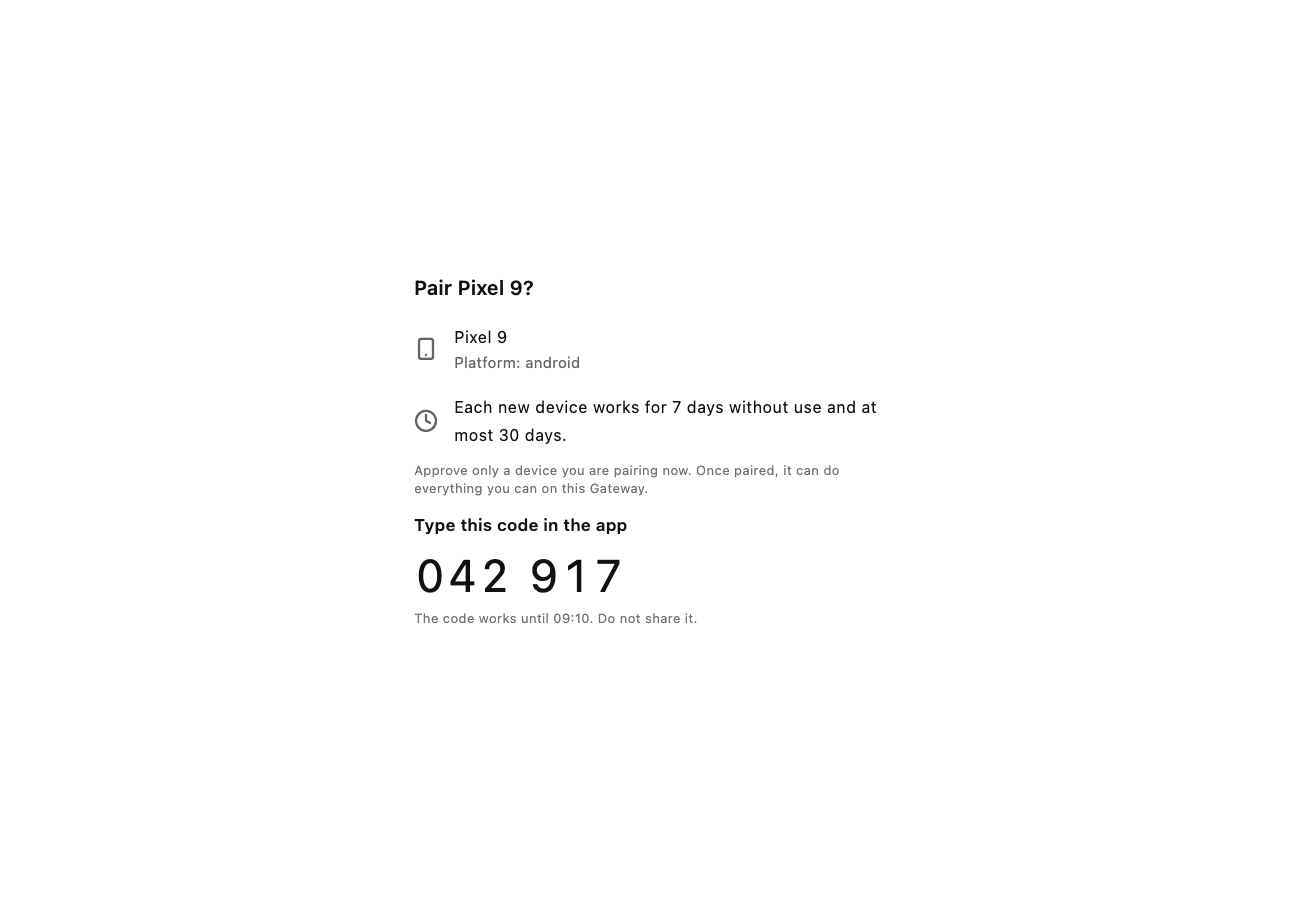 Pair Pixel 9?
Pixel 9
Platform: android
Each new device works for 7 days without use and at
most 30 days.
Approve only a device you are pairing now. Once paired, it can do
everything you can on this Gateway.
Type this code in the app
042 917
The code works until 09:10. Do not share it.